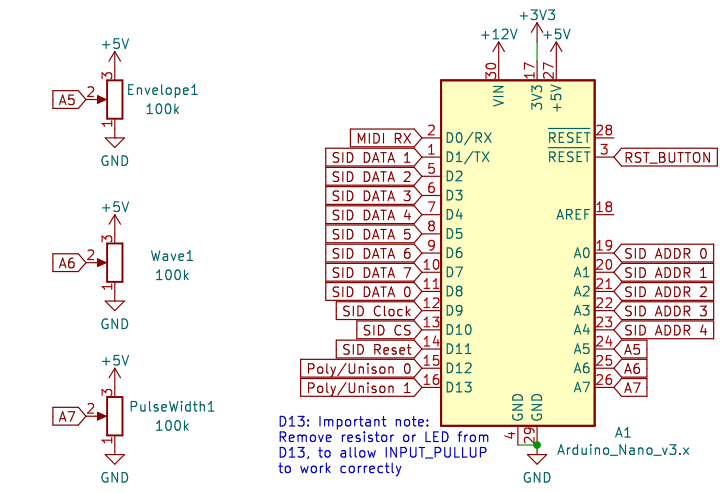 +5V
3
A5
2
Envelope1
100k
1
GND
+5V
3
A6
2
Wave1
100k
1
GND
+5V
3
A7
2
PulseWidth1
100k
1
GND
+3V3
+12V
+5V
30
17
27
VIN
3V3
+5V
MIDI RX
2
D0/RX
SID DATA 1
1
D1/TX
SID DATA 2
5
D2
SID DATA 3
6
D3
SID DATA 4
7
D4
SID DATA 5
8
D5
SID DATA 6
9
D6
SID DATA 7
10
D7
SID DATA 0
11
D8
SID Clock
12
D9
SID CS
13
D10
SID Reset
14
D11
Poly/Unison 0
15
D12
Poly/Unison 1
16
D13
RESET
28
RESET
3
RST_BUTTON
AREF
18
A0
19
SID ADDR 0
A1
20
SID ADDR 1
A2
21
SID ADDR 2
A3
22
SID ADDR 3
A4
23
SID ADDR 4
A5
24
A5
A6
25
A6
A7
26
A7
GND
GND
4
29
GND
A1
Arduino_Nano_v3.x
D13: Important note:
Remove resistor or LED from
D13, to allow INPUT_PULLUP
to work correctly